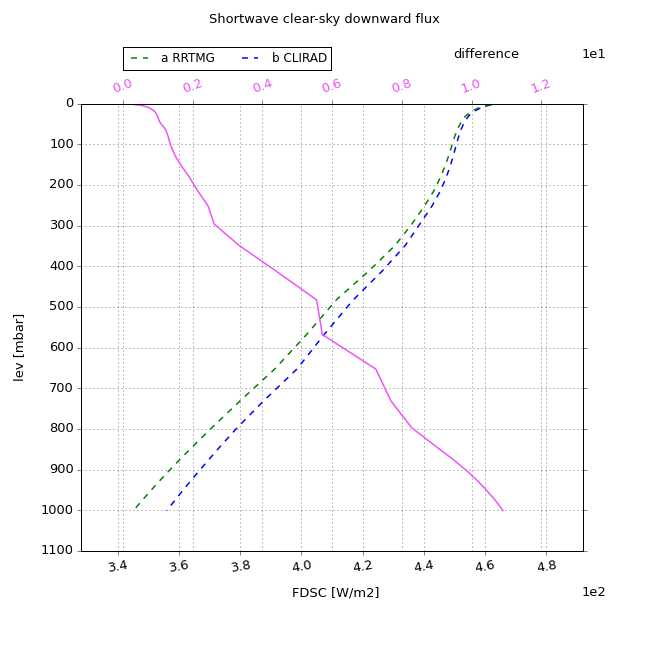 Shortwave clear-sky downward flux
a RRTMG b CLIRAD
difference 1e1
0.0 0.2 0.4 0.6 0.8 1.0 1.2
0
100
200
300
400
500
600
700
800
900
1000
1100
lev [mbar]
3.4 3.6 3.8 4.0 4.2 4.4 4.6 4.8
FDSC [W/m2] 1e2